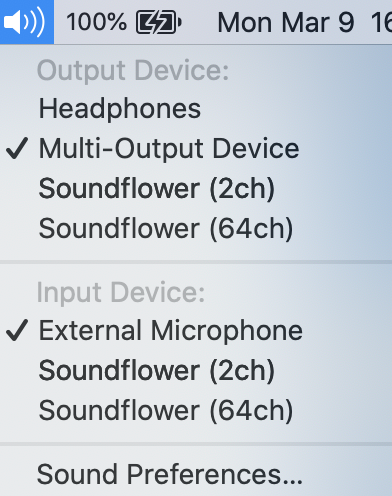 100% Mon Mar 9 16
Output Device:
Headphones
✓ Multi-Output Device
Soundflower (2ch)
Soundflower (64ch)
Input Device:
✓ External Microphone
Soundflower (2ch)
Soundflower (64ch)
Sound Preferences...